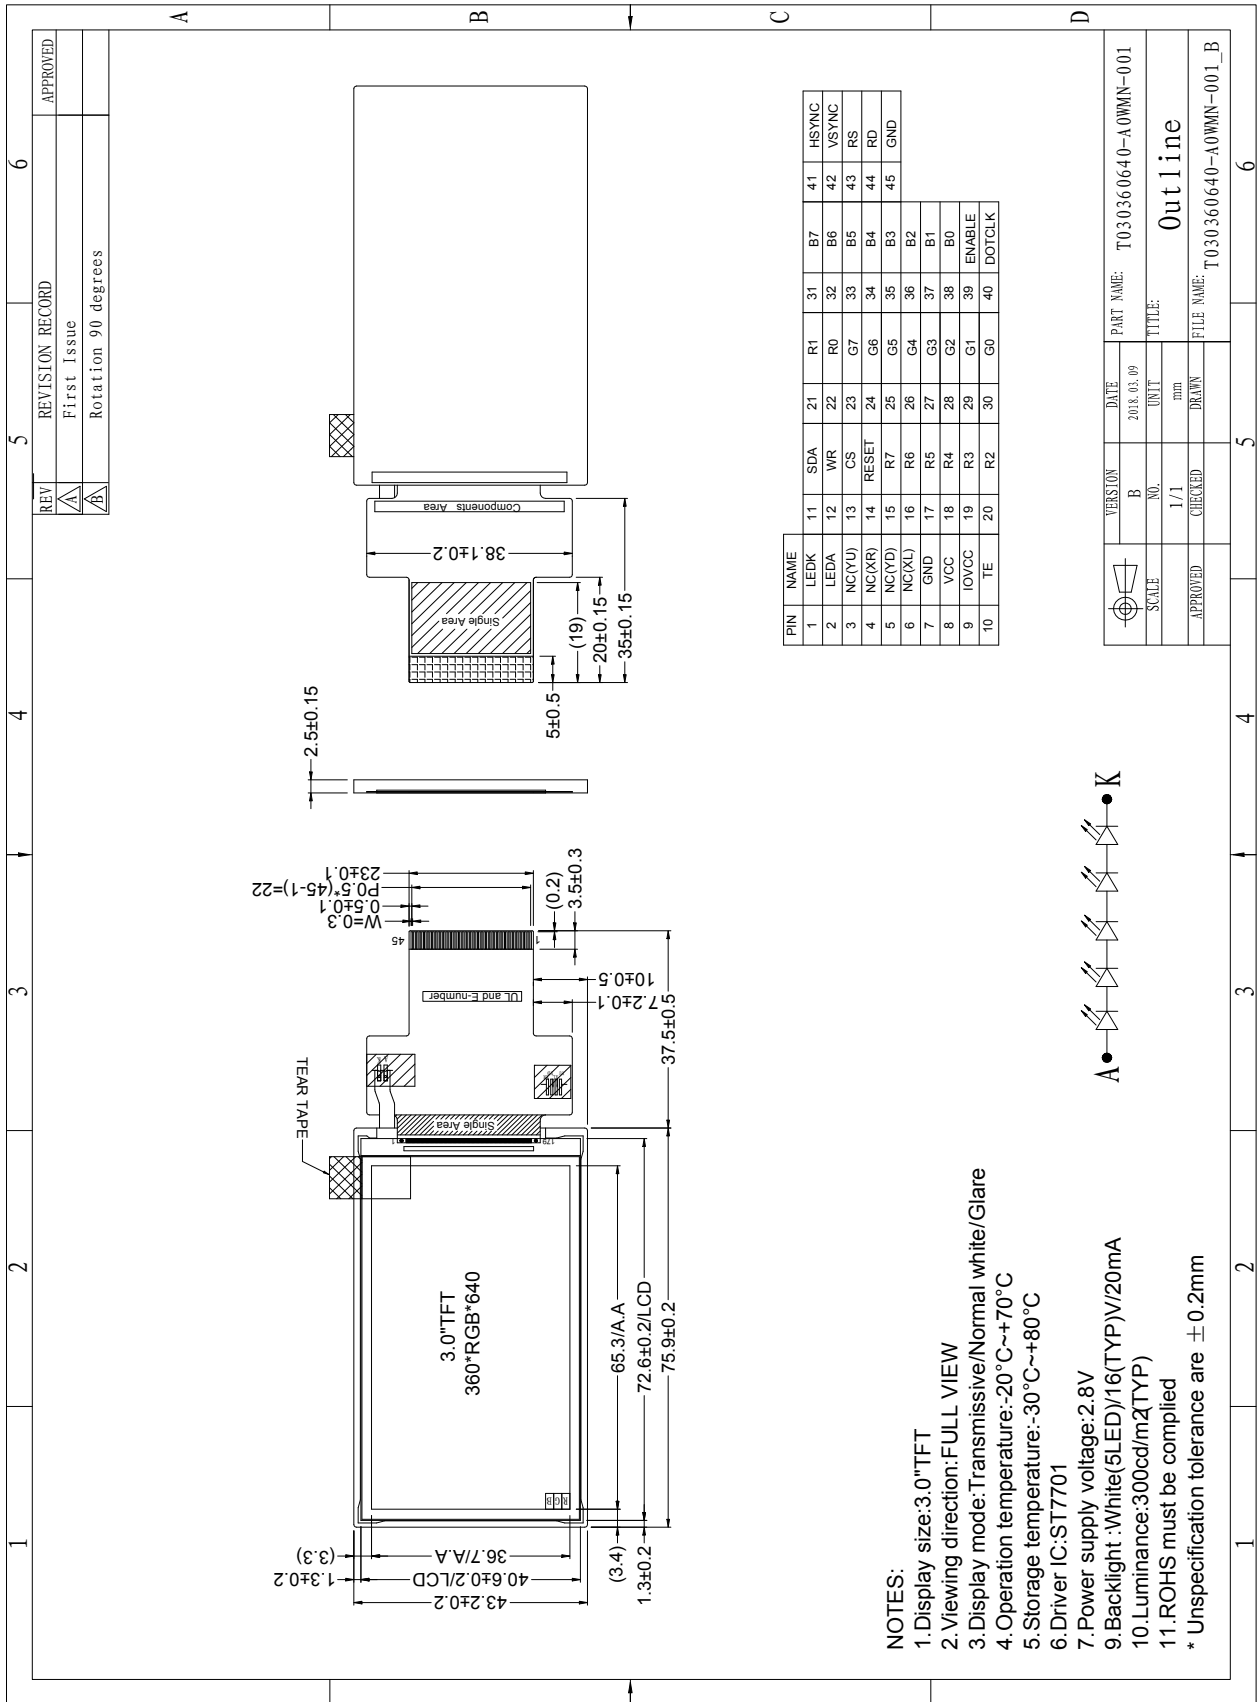 1 2 3 4 5 6
A
B
C
D
REV REVISION RECORD APPROVED
A First Issue
B Rotation 90 degrees
43.2±0.2
40.6±0.2/LCD
36.7/A.A
1.3±0.2
(3.3)
(3.4)
1.3±0.2
3.0"TFT
360*RGB*640
R G B
65.3/A.A
72.6±0.2/LCD
75.9±0.2
TEAR TAPE
Single Area
1
179
UL and E-number
45
1
W=0.3
0.5±0.1
P0.5*(45-1)=22
23±0.1
(0.2)
3.5±0.3
10±0.5
7.2±0.1
37.5±0.5
2.5±0.15
Single Area
Components Area
38.1±0.2
5±0.5
(19)
20±0.15
35±0.15
PIN NAME
1 LEDK 11 SDA 21 R1 31 B7 41 HSYNC
2 LEDA 12 WR 22 R0 32 B6 42 VSYNC
3 NC(YU) 13 CS 23 G7 33 B5 43 RS
4 NC(XR) 14 RESET 24 G6 34 B4 44 RD
5 NC(YD) 15 R7 25 G5 35 B3 45 GND
6 NC(XL) 16 R6 26 G4 36 B2
7 GND 17 R5 27 G3 37 B1
8 VCC 18 R4 28 G2 38 B0
9 IOVCC 19 R3 29 G1 39 ENABLE
10 TE 20 R2 30 G0 40 DOTCLK
A K
NOTES:
1.Display size:3.0"TFT
2.Viewing direction:FULL VIEW
3.Display mode:Transmissive/Normal white/Glare
4.Operation temperature:-20°C~+70°C
5.Storage temperature:-30°C~+80°C
6.Driver IC:ST7701
7.Power supply voltage:2.8V
9.Backlight :White(5LED)/16(TYP)V/20mA
10.Luminance:300cd/m2(TYP)
11.ROHS must be complied
* Unspecification tolerance are ±0.2mm
VERSION DATE PART NAME: T030360640-A0WMN-001
B 2018.03.09
SCALE NO. UNIT TITLE: Outline
1/1 mm
APPROVED CHECKED DRAWN FILE NAME: T030360640-A0WMN-001_B
1 2 3 4 5 6